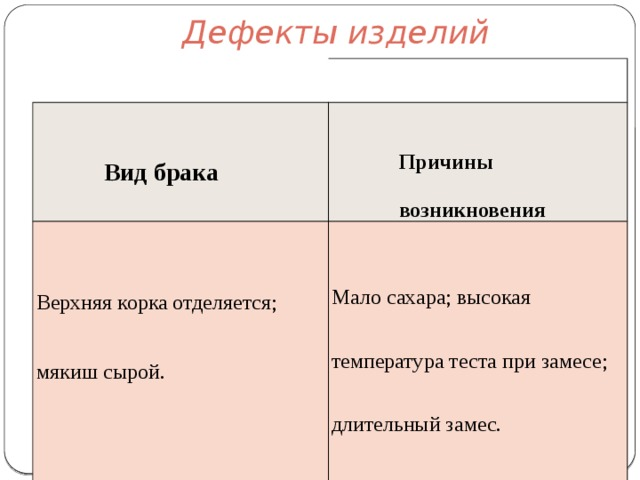 Дефекты изделий
Вид брака
Причины
возникновения
Верхняя корка отделяется;
мякиш сырой.
Мало сахара; высокая
температура теста при замесе;
длительный замес.